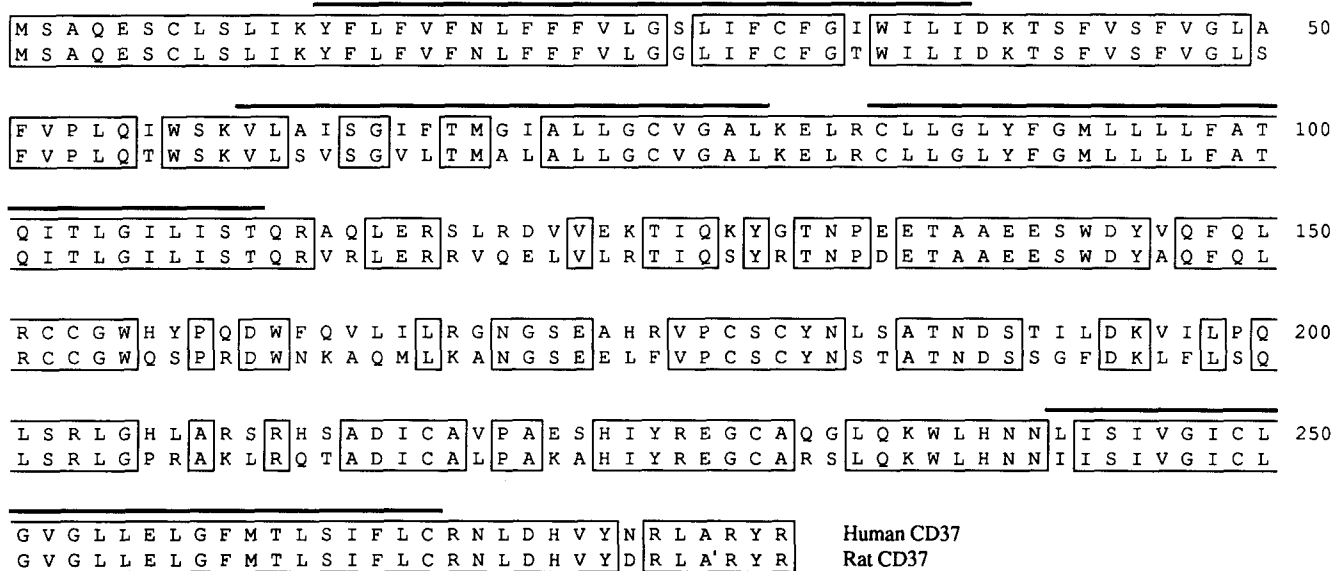 M S A Q E S C L S L I K Y F L F V F N L F F F V L G S L I F C F G I W I L I D K T S F V S F V G L A 50
M S A Q E S C L S L I K Y F L F V F N L F F F V L G G L I F C F G T W I L I D K T S F V S F V G L S
F V P L Q I W S K V L A I S G I F T M G I A L L G C V G A L K E L R C L L G L Y F G M L L L L F A T 100
F V P L Q T W S K V L S V S G V L T M A L A L L G C V G A L K E L R C L L G L Y F G M L L L L F A T
Q I T L G I L I S T Q R A Q L E R S L R D V V E K T I Q K Y G T N P E E T A A E E S W D Y V Q F Q L 150
Q I T L G I L I S T Q R V R L E R R V Q E L V L R T I Q S Y R T N P D E T A A E E S W D Y A Q F Q L
R C C G W H Y P Q D W F Q V L I L R G N G S E A H R V P C S C Y N L S A T N D S T I L D K V I L P Q 200
R C C G W Q S P R D W N K A Q M L K A N G S E E L F V P C S C Y N S T A T N D S S G F D K L F L S Q
L S R L G H L A R S R H S A D I C A V P A E S H I Y R E G C A Q G L Q K W L H N N L I S I V G I C L 250
L S R L G P R A K L R Q T A D I C A L P A K A H I Y R E G C A R S L Q K W L H N N I I S I V G I C L
G V G L L E L G F M T L S I F L C R N L D H V Y N R L A R Y R Human CD37
G V G L L E L G F M T L S I F L C R N L D H V Y D R L A' R Y R Rat CD37